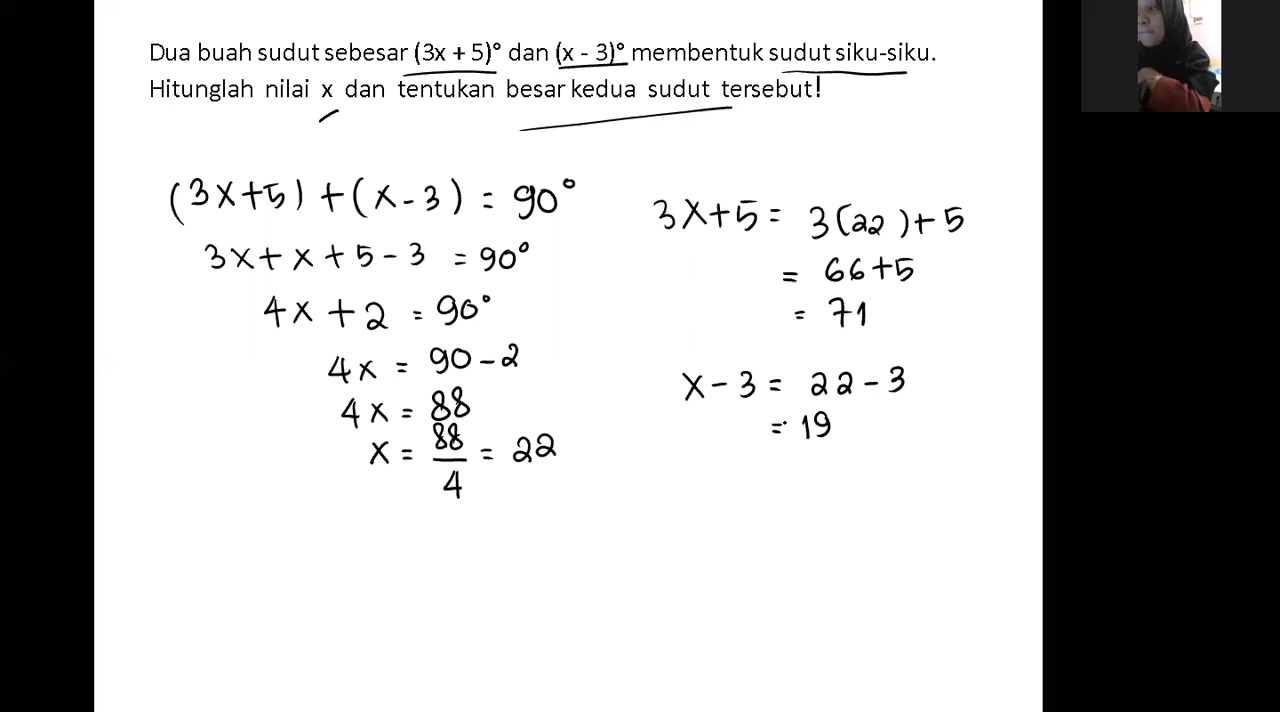 Dua buah sudut sebesar (3x + 5)° dan (x - 3)° membentuk sudut siku-siku.
Hitunglah nilai x dan tentukan besar kedua sudut tersebut!
(3x+5) + (x-3) = 90°
3x + x + 5 - 3 = 90°
4x + 2 = 90°
4x = 90 - 2
4x = 88
x = 88/4 = 22
3x+5 = 3(22) + 5
= 66+5
= 71
x - 3 = 22 - 3
= 19